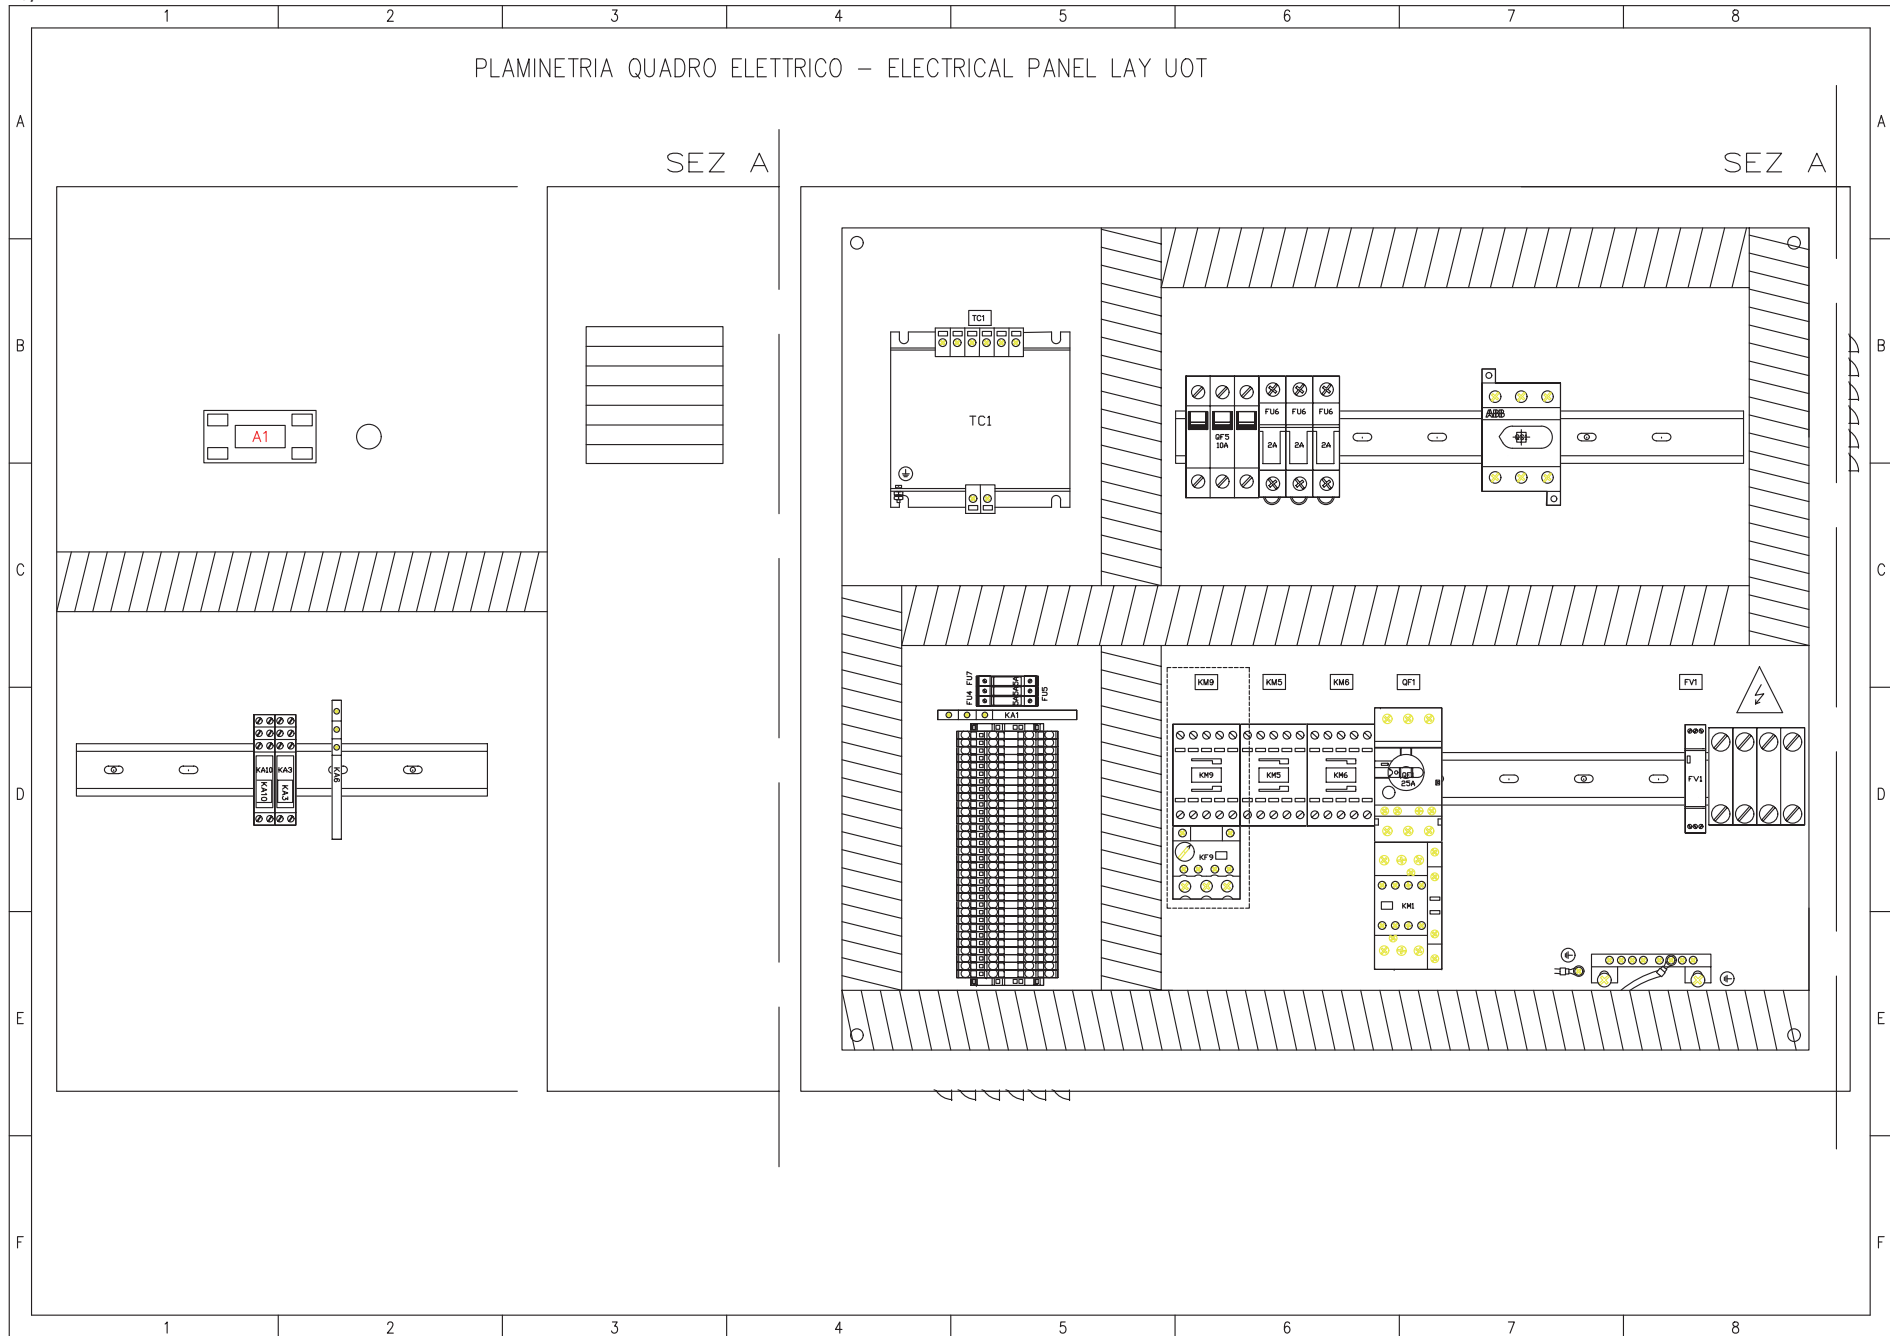 1 2 3 4 5 6 7 8
PLAMINETRIA QUADRO ELETTRICO – ELECTRICAL PANEL LAY UOT
A A
SEZ A SEZ A
TC1
B B
A1
TC1
FU6 FU6 FU6
QF5
10A
2A 2A 2A
ABB
C C
FU7
FU4
FU5
KA1
KM9 KM5 KM6 QF1 FV1
KA10 KA3
KA10 KA3
KA6
KM9 KM5 KM6
25A
FV1
D D
KF9
KM1
E E
F F
1 2 3 4 5 6 7 8